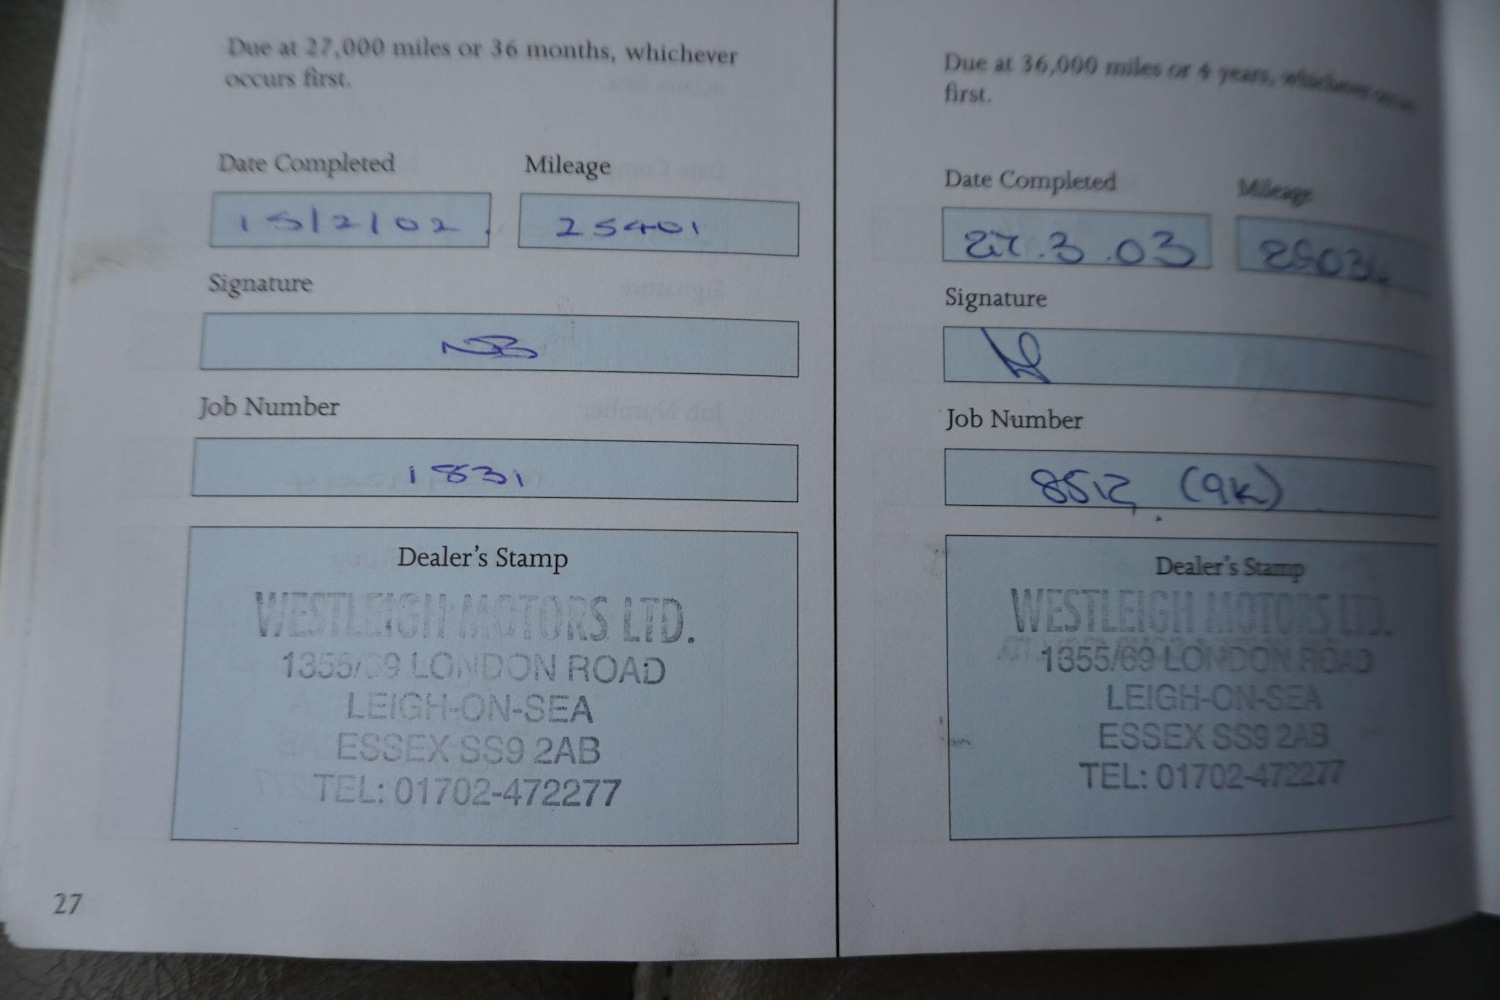 Due at 27,000 miles or 36 months, whichever
occurs first.
Date Completed
Mileage
15/2/02
25401
Signature
Job Number
1831
Dealer's Stamp
WESTLEIGH MOTORS LTD.
1355/69 LONDON ROAD
LEIGH-ON-SEA
ESSEX SS9 2AB
TEL: 01702-472277
27
Due at 36,000 miles or 4 years, whichever occurs
first.
Date Completed
Mileage
27.3.03
Signature
Job Number
8512 (9K)
Dealer's Stamp
WESTLEIGH MOTORS LTD.
1355/69 LONDON ROAD
LEIGH-ON-SEA
ESSEX SS9 2AB
TEL: 01702-472277